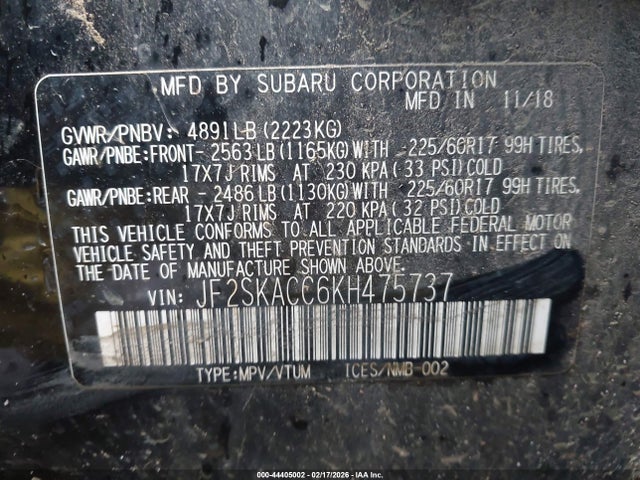 MFD BY SUBARU CORPORATION
MFD IN 11/18
GVWR/PNBV: 4891LB(2223KG)
GAWR/PNBE:FRONT- 2563LB(1165KG)WITH 225/60R17 99H TIRES,
17X7J RIMS AT 230 KPA(33 PSI)COLD
GAWR/PNBE:REAR - 2486LB(1130KG)WITH 225/60R17 99H TIRES,
17X7J RIMS AT 220 KPA(32 PSI)COLD
THIS VEHICLE CONFORMS TO ALL APPLICABLE FEDERAL MOTOR
VEHICLE SAFETY AND THEFT PREVENTION STANDARDS IN EFFECT ON
THE DATE OF MANUFACTURE SHOWN ABOVE.
VIN: JF2SKACC6KH475737
TYPE:MPV/VTUM ICES/NMB-002
000-44405002 - 02/17/2026 - IAA Inc.